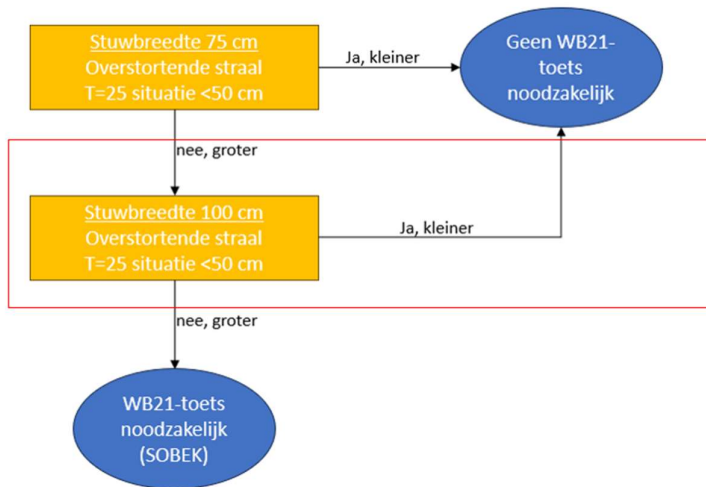 Stuwbreedte 75 cm
Overstortende straal
T=25 situatie <50 cm
Ja, kleiner
Geen WB21-
toets
noodzakelijk
nee, groter
Stuwbreedte 100 cm
Overstortende straal
T=25 situatie <50 cm
Ja, kleiner
nee, groter
WB21-toets
noodzakelijk
(SOBEK)